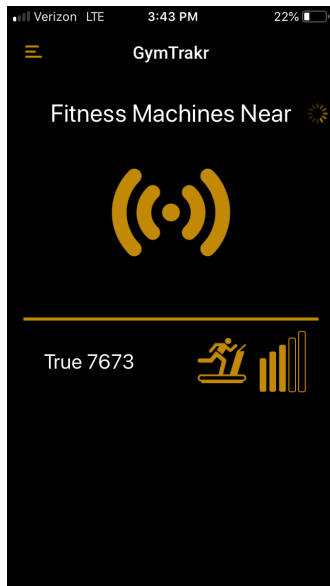 Verizon LTE 3:43 PM 22%
GymTrakr
Fitness Machines Near
True 7673